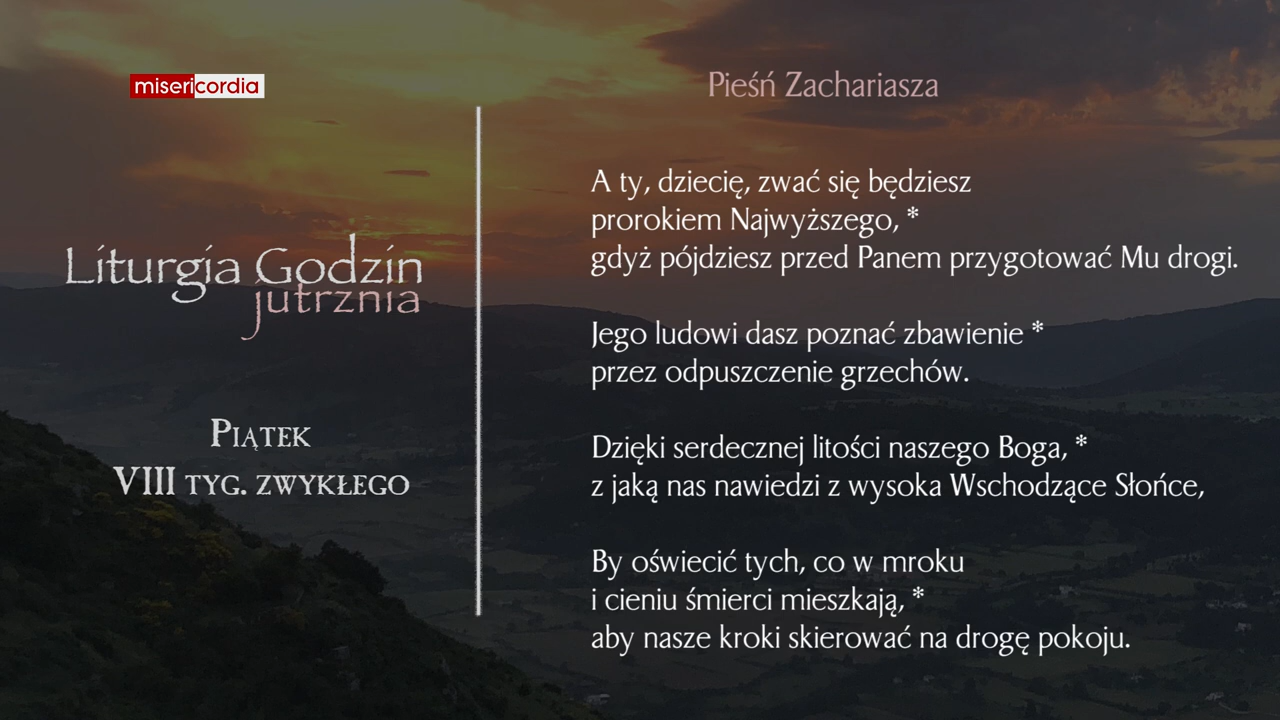 misericordia
Liturgia Godzin
jutrznia
Piątek
VIII tyg. zwykłego
Pieśń Zachariasza
A ty, dziecię, zwać się będziesz
prorokiem Najwyższego, *
gdyż pójdziesz przed Panem przygotować Mu drogi.
Jego ludowi dasz poznać zbawienie *
przez odpuszczenie grzechów.
Dzięki serdecznej litości naszego Boga, *
z jaką nas nawiedzi z wysoka Wschodzące Słońce,
By oświecić tych, co w mroku
i cieniu śmierci mieszkają, *
aby nasze kroki skierować na drogę pokoju.